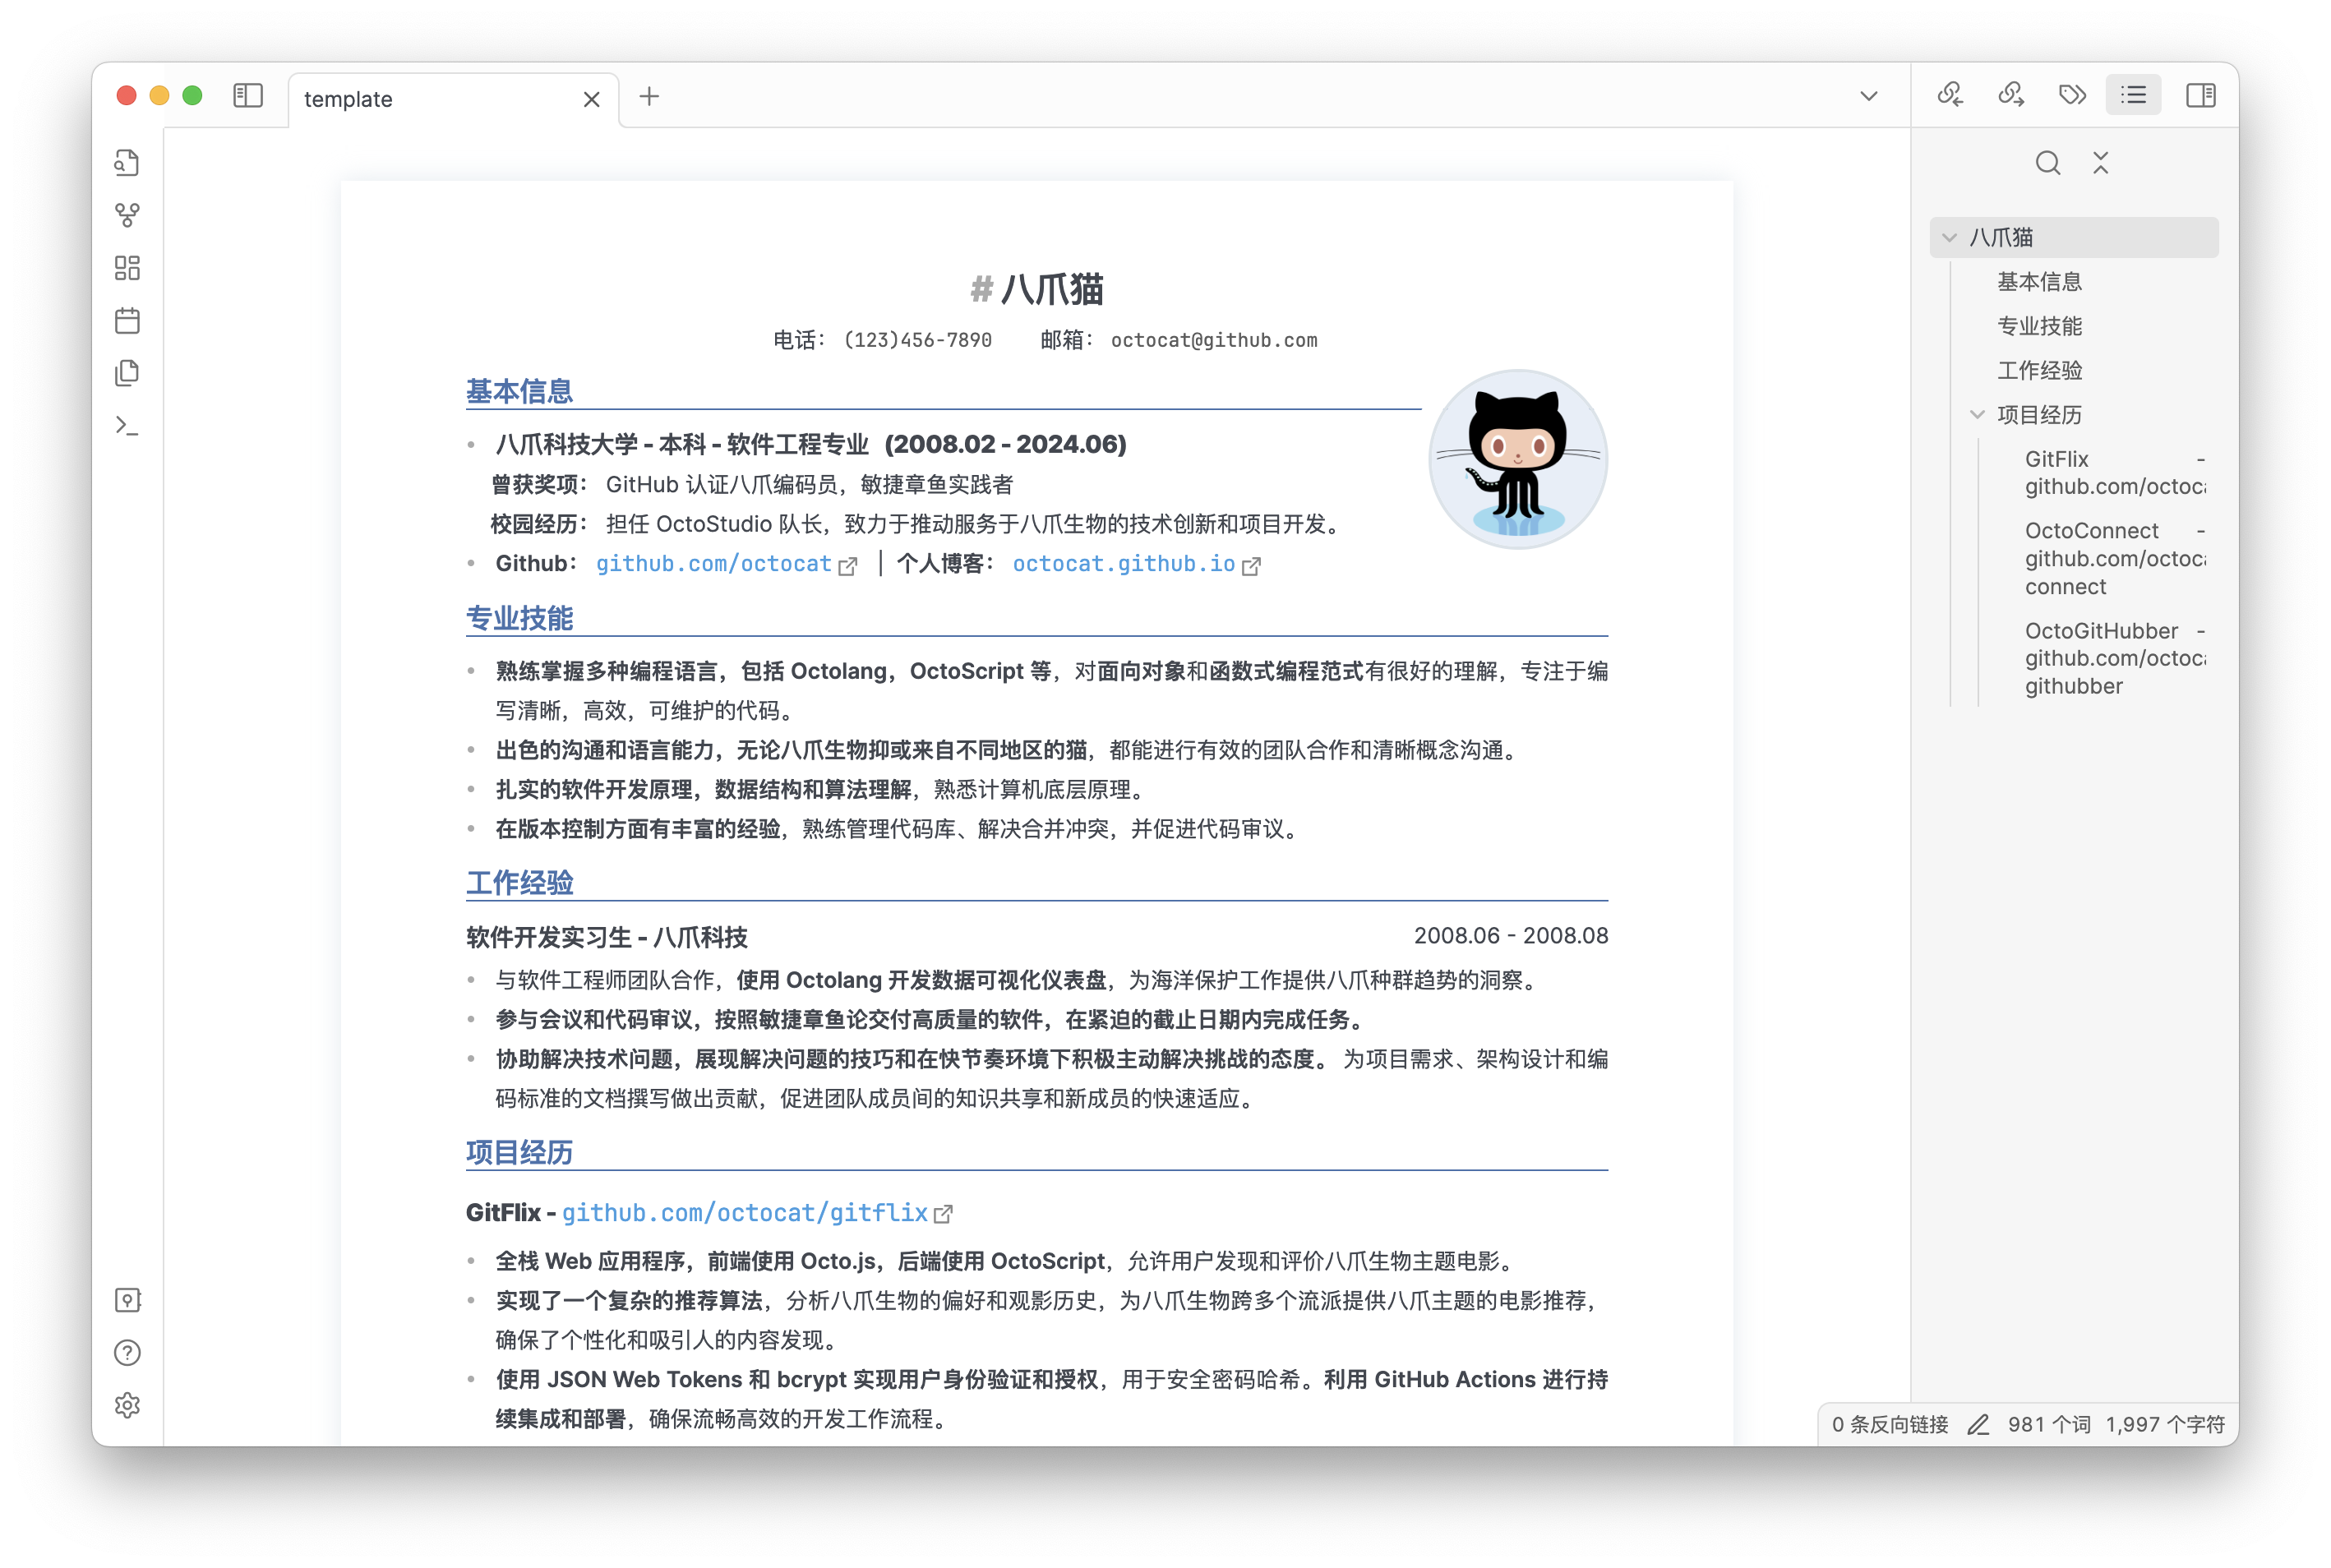 template
# 八爪猫
电话： (123)456-7890 邮箱： octocat@github.com
基本信息
• 八爪科技大学 - 本科 - 软件工程专业 (2008.02 - 2024.06)
曾获奖项： GitHub 认证八爪编码员，敏捷章鱼实践者
校园经历： 担任 OctoStudio 队长，致力于推动服务于八爪生物的技术创新和项目开发。
• Github： github.com/octocat | 个人博客： octocat.github.io
专业技能
• 熟练掌握多种编程语言，包括 Octolang，OctoScript 等，对面向对象和函数式编程范式有很好的理解，专注于编
写清晰，高效，可维护的代码。
• 出色的沟通和语言能力，无论八爪生物抑或来自不同地区的猫，都能进行有效的团队合作和清晰概念沟通。
• 扎实的软件开发原理，数据结构和算法理解，熟悉计算机底层原理。
• 在版本控制方面有丰富的经验，熟练管理代码库、解决合并冲突，并促进代码审议。
工作经验
软件开发实习生 - 八爪科技 2008.06 - 2008.08
• 与软件工程师团队合作，使用 Octolang 开发数据可视化仪表盘，为海洋保护工作提供八爪种群趋势的洞察。
• 参与会议和代码审议，按照敏捷章鱼论交付高质量的软件，在紧迫的截止日期内完成任务。
• 协助解决技术问题，展现解决问题的技巧和在快节奏环境下积极主动解决挑战的态度。 为项目需求、架构设计和编
码标准的文档撰写做出贡献，促进团队成员间的知识共享和新成员的快速适应。
项目经历
GitFlix - github.com/octocat/gitflix
• 全栈 Web 应用程序，前端使用 Octo.js，后端使用 OctoScript，允许用户发现和评价八爪生物主题电影。
• 实现了一个复杂的推荐算法，分析八爪生物的偏好和观影历史，为八爪生物跨多个流派提供八爪主题的电影推荐，
确保了个性化和吸引人的内容发现。
• 使用 JSON Web Tokens 和 bcrypt 实现用户身份验证和授权，用于安全密码哈希。利用 GitHub Actions 进行持
续集成和部署，确保流畅高效的开发工作流程。
八爪猫
基本信息
专业技能
工作经验
项目经历
GitFlix -
github.com/octoc
OctoConnect -
github.com/octoc
connect
OctoGitHubber -
github.com/octoc
githubber
0 条反向链接 981 个词 1,997 个字符